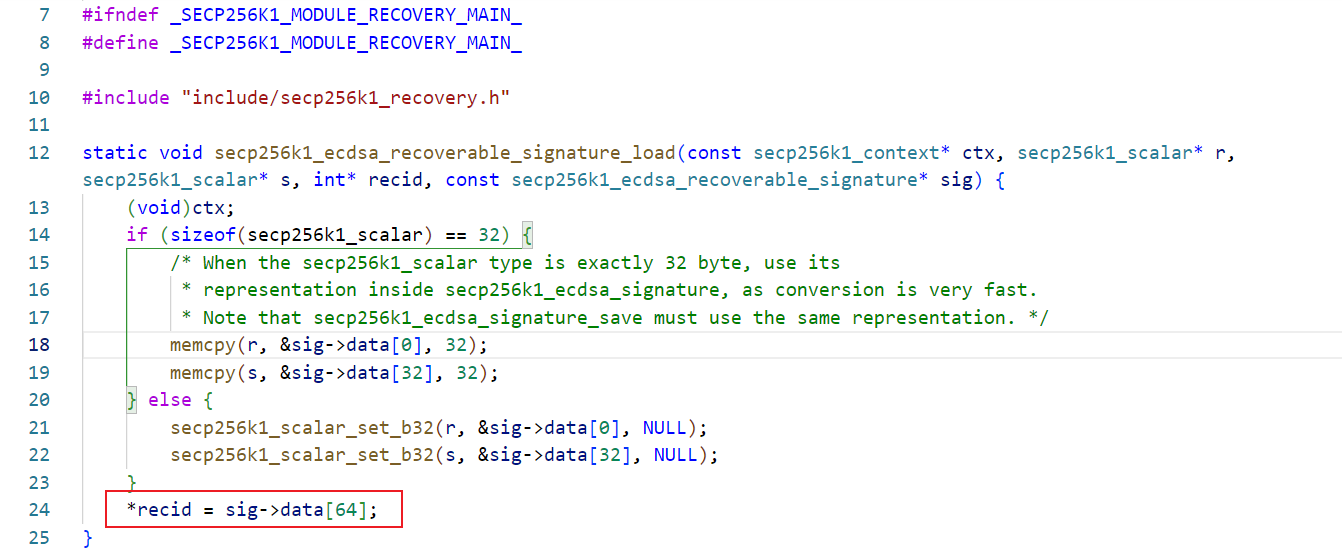 7 #ifndef _SECP256K1_MODULE_RECOVERY_MAIN_
8 #define _SECP256K1_MODULE_RECOVERY_MAIN_
9
10 #include "include/secp256k1_recovery.h"
11
12 static void secp256k1_ecdsa_recoverable_signature_load(const secp256k1_context* ctx, secp256k1_scalar* r,
secp256k1_scalar* s, int* recid, const secp256k1_ecdsa_recoverable_signature* sig) {
13 (void)ctx;
14 if (sizeof(secp256k1_scalar) == 32) {
15 /* When the secp256k1_scalar type is exactly 32 byte, use its
16 * representation inside secp256k1_ecdsa_signature, as conversion is very fast.
17 * Note that secp256k1_ecdsa_signature_save must use the same representation. */
18 memcpy(r, &sig->data[0], 32);
19 memcpy(s, &sig->data[32], 32);
20 } else {
21 secp256k1_scalar_set_b32(r, &sig->data[0], NULL);
22 secp256k1_scalar_set_b32(s, &sig->data[32], NULL);
23 }
24 *recid = sig->data[64];
25 }